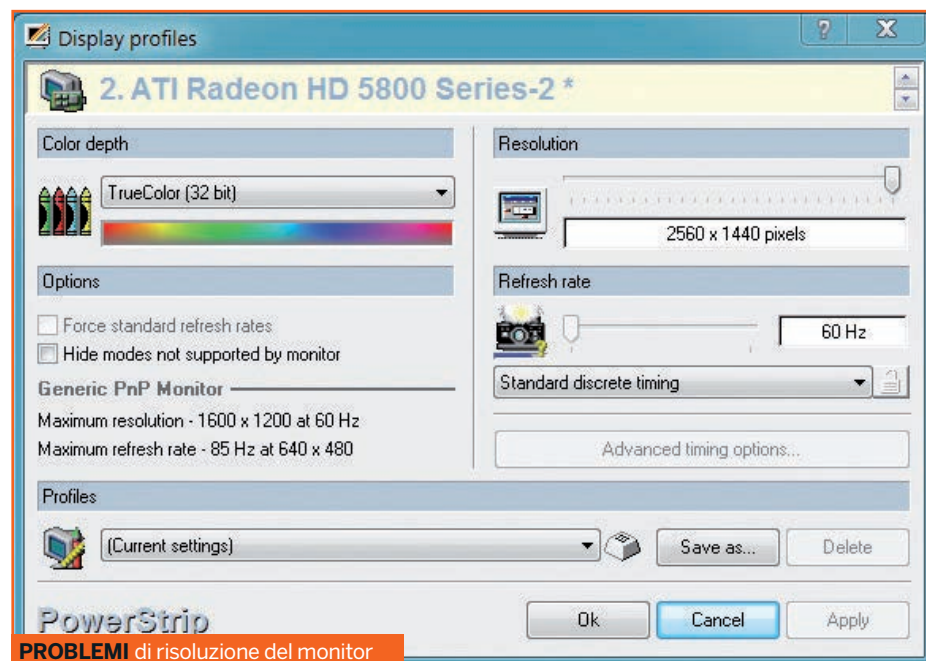 Display profiles
2. ATI Radeon HD 5800 Series-2 *
Color depth
TrueColor (32 bit)
Resolution
2560 x 1440 pixels
Options
Force standard refresh rates
Hide modes not supported by monitor
Generic PnP Monitor
Maximum resolution - 1600 x 1200 at 60 Hz
Maximum refresh rate - 85 Hz at 640 x 480
Refresh rate
60 Hz
Standard discrete timing
Advanced timing options...
Profiles
(Current settings)
Save as...
Delete
PowerStrip
Ok
Cancel
Apply
PROBLEMI di risoluzione del monitor